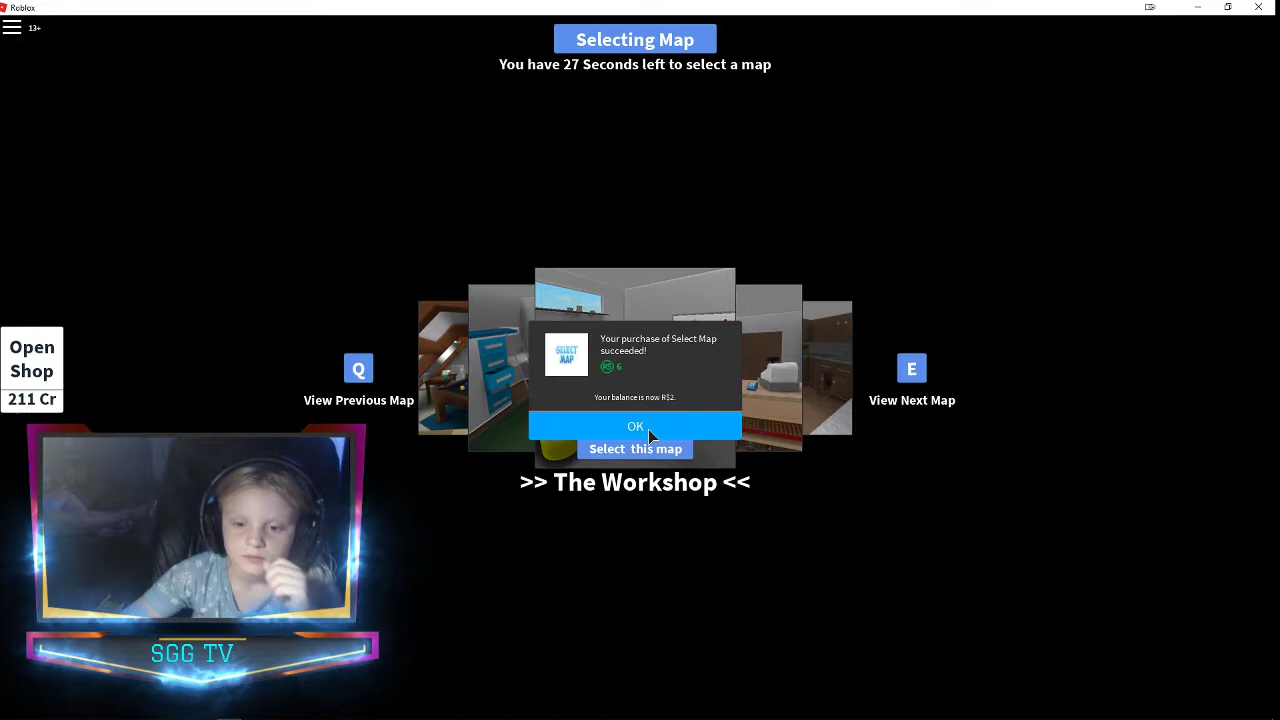 Roblox
13+
Selecting Map
You have 27 Seconds left to select a map
Open
Shop
211 Cr
Q
View Previous Map
SELECT
MAP
Your purchase of Select Map
succeeded!
R$ 6
Your balance is now R$2.
OK
Select this map
>> The Workshop <<
E
View Next Map
SGG TV